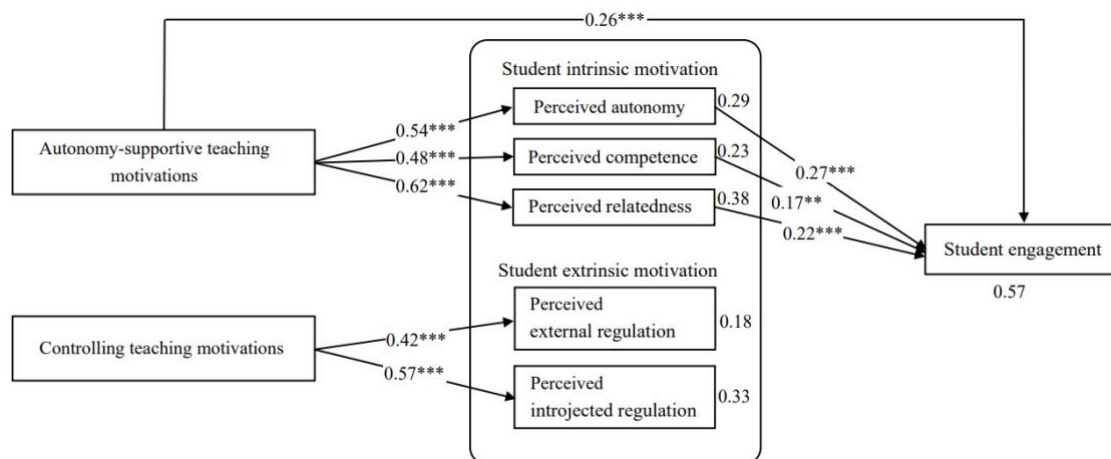 0.26***
Student intrinsic motivation
Perceived autonomy
0.29
0.54***
Autonomy-supportive teaching
motivations
0.48***
Perceived competence
0.23
0.27***
0.62***
Perceived relatedness
0.38
0.17**
0.22***
Student engagement
0.57
Student extrinsic motivation
Perceived
external regulation
0.18
Controlling teaching motivations
0.42***
0.57***
Perceived
introjected regulation
0.33